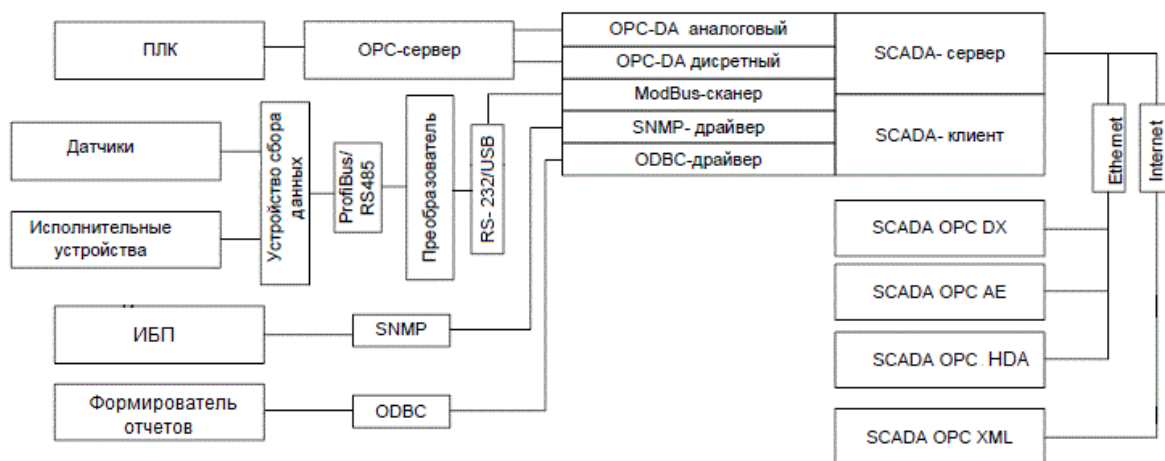 ПЛК
OPC-сервер
OPC-DA аналоговый
OPC-DA дисретный
ModBus-сканер
SNMP- драйвер
ODBC-драйвер
SCADA- сервер
SCADA- клиент
Датчики
Исполнительные
устройства
Устройство сбора
данных
ProfiBus/
RS485
Преобразователь
RS- 232/USB
Ethernet
Internet
ИБП
SNMP
Формирователь
отчетов
ODBC
SCADA OPC DX
SCADA OPC AE
SCADA OPC HDA
SCADA OPC XML